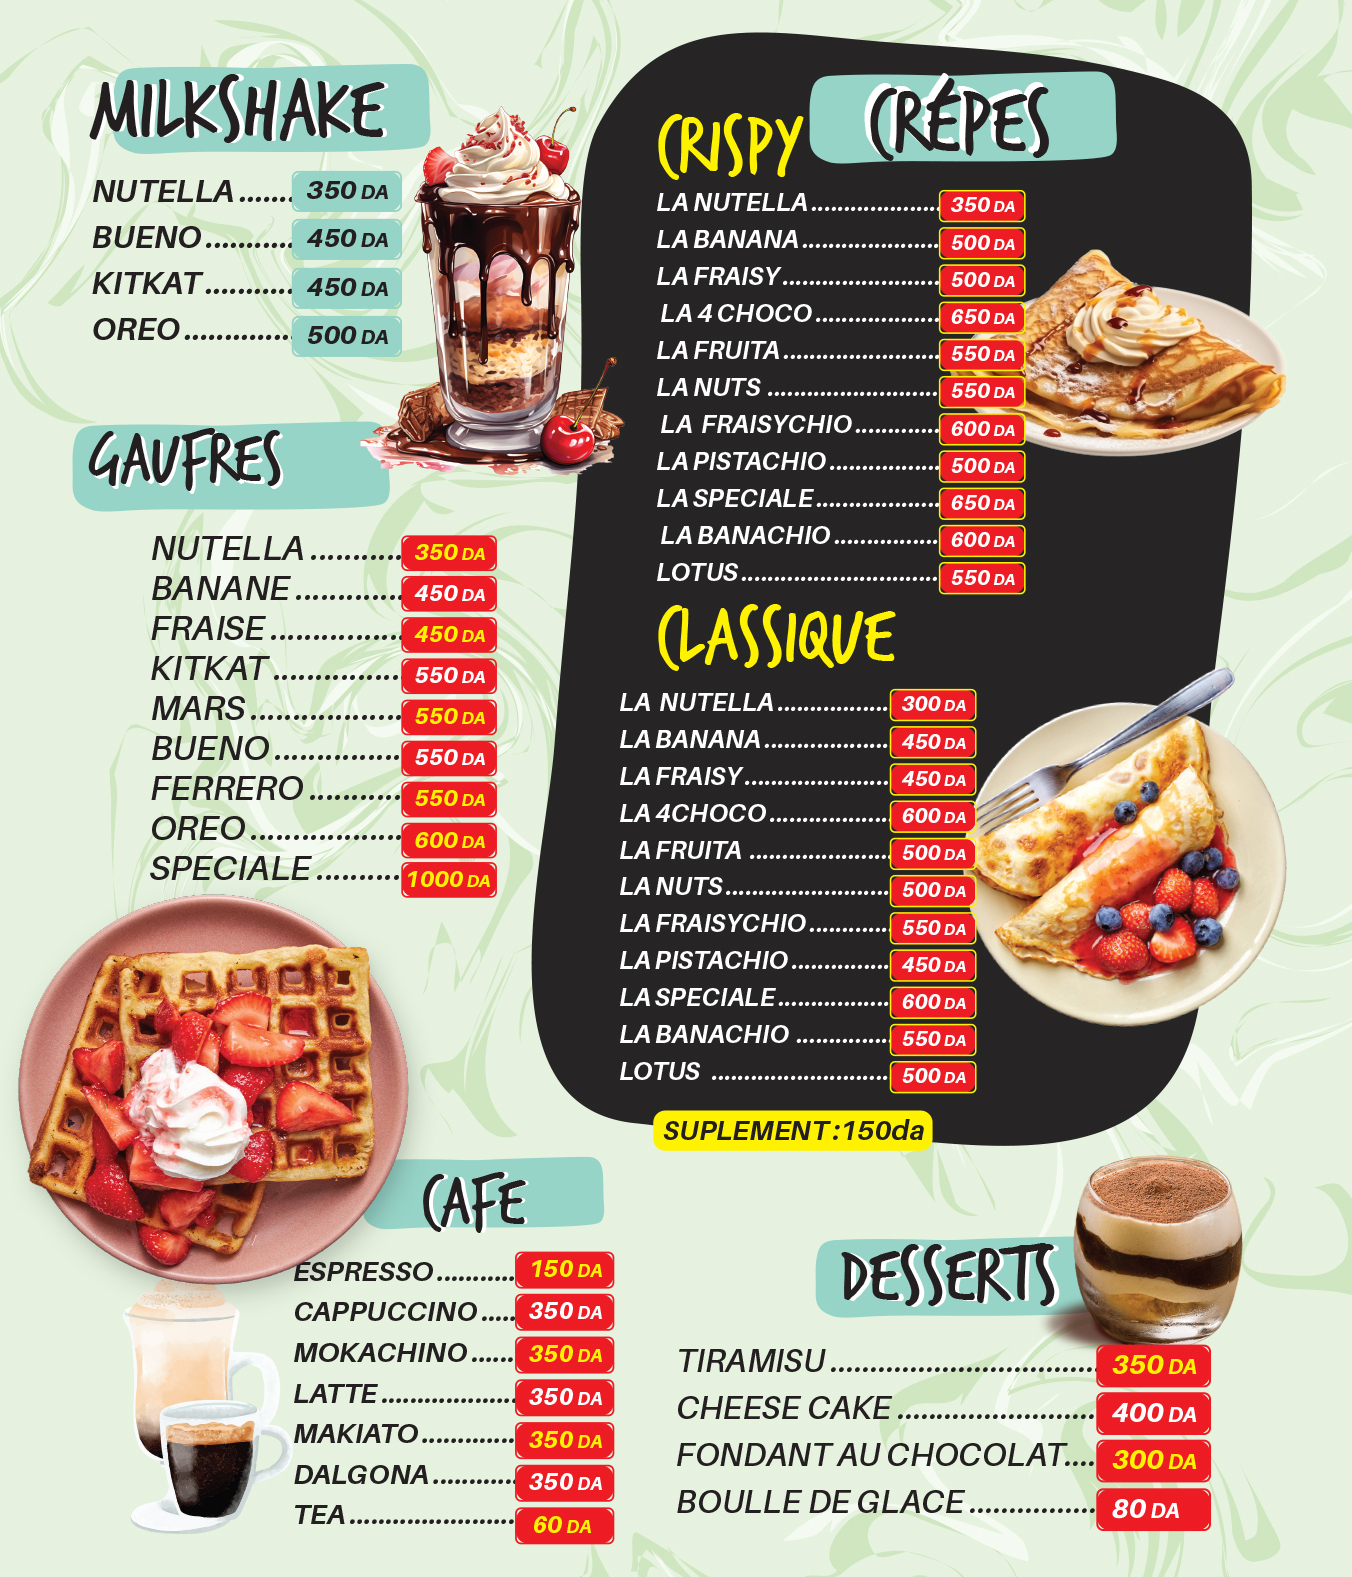 MILKSHAKE
NUTELLA.......350 DA
BUENO...........450 DA
KITKAT...........450 DA
OREO..............500 DA
GAUFRES
NUTELLA...........350 DA
BANANE.............450 DA
FRAISE................450 DA
KITKAT................550 DA
MARS...................550 DA
BUENO................550 DA
FERRERO...........550 DA
OREO...................600 DA
SPECIALE..........1000 DA
CRÉPES
CRISPY
LA NUTELLA....................350 DA
LA BANANA.....................500 DA
LA FRAISY........................500 DA
LA 4 CHOCO...................650 DA
LA FRUITA........................550 DA
LA NUTS ..........................550 DA
LA FRAISYCHIO.............600 DA
LA PISTACHIO.................500 DA
LA SPECIALE...................650 DA
LA BANACHIO................600 DA
LOTUS..............................550 DA
CLASSIQUE
LA NUTELLA.................300 DA
LA BANANA...................450 DA
LA FRAISY......................450 DA
LA 4CHOCO...................600 DA
LA FRUITA ......................500 DA
LA NUTS.........................500 DA
LA FRAISYCHIO.............550 DA
LA PISTACHIO...............450 DA
LA SPECIALE.................600 DA
LA BANACHIO ...............550 DA
LOTUS ...........................500 DA
SUPLEMENT :150da
CAFE
ESPRESSO...........150 DA
CAPPUCCINO.....350 DA
MOKACHINO......350 DA
LATTE...................350 DA
MAKIATO.............350 DA
DALGONA............350 DA
TEA.......................60 DA
DESSERTS
TIRAMISU...................................350 DA
CHEESE CAKE..........................400 DA
FONDANT AU CHOCOLAT....300 DA
BOULLE DE GLACE.................80 DA